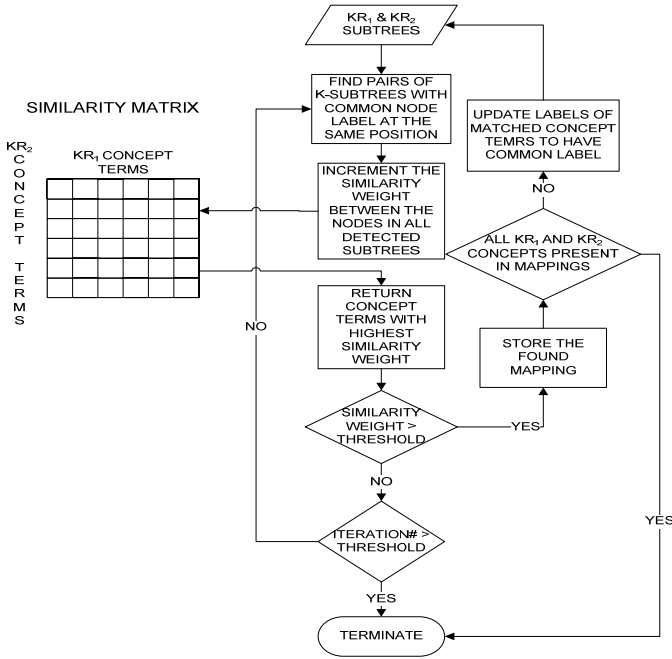 KR1 & KR2
SUBTREES
FIND PAIRS OF
K-SUBTREES WITH
COMMON NODE
LABEL AT THE
SAME POSITION
UPDATE LABELS OF
MATCHED CONCEPT
TEMRS TO HAVE
COMMON LABEL
SIMILARITY MATRIX
KR2
CONCEPT TERMS
KR1 CONCEPT
TERMS
INCREMENT THE
SIMILARITY
WEIGHT
BETWEEN THE
NODES IN ALL
DETECTED
SUBTREES
NO
ALL KR1 AND KR2
CONCEPTS PRESENT
IN MAPPINGS
RETURN
CONCEPT
TERMS WITH
HIGHEST
SIMILARITY
WEIGHT
NO
STORE THE
FOUND
MAPPING
SIMILARITY
WEIGHT >
THRESHOLD
YES
NO
ITERATION# >
THRESHOLD
YES
YES
TERMINATE